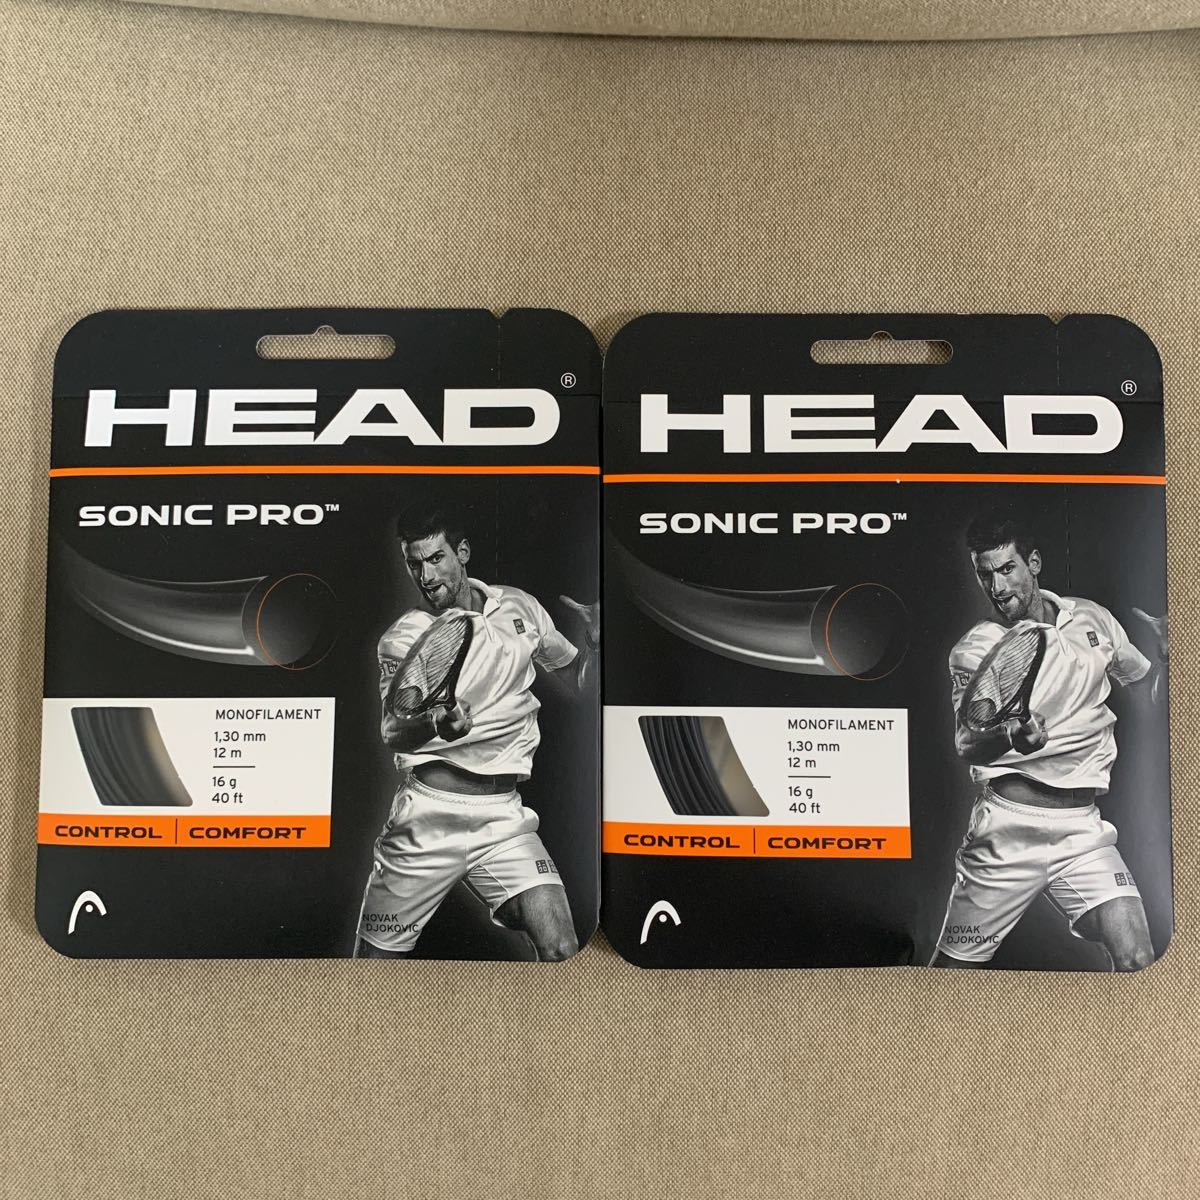 HEAD®
SONIC PRO™
MONOFILAMENT
1,30 mm
12 m
16 g
40 ft
CONTROL | COMFORT
NOVAK
DJOKOVIC
HEAD®
SONIC PRO™
MONOFILAMENT
1,30 mm
12 m
16 g
40 ft
CONTROL | COMFORT
NOVAK
DJOKOVIC